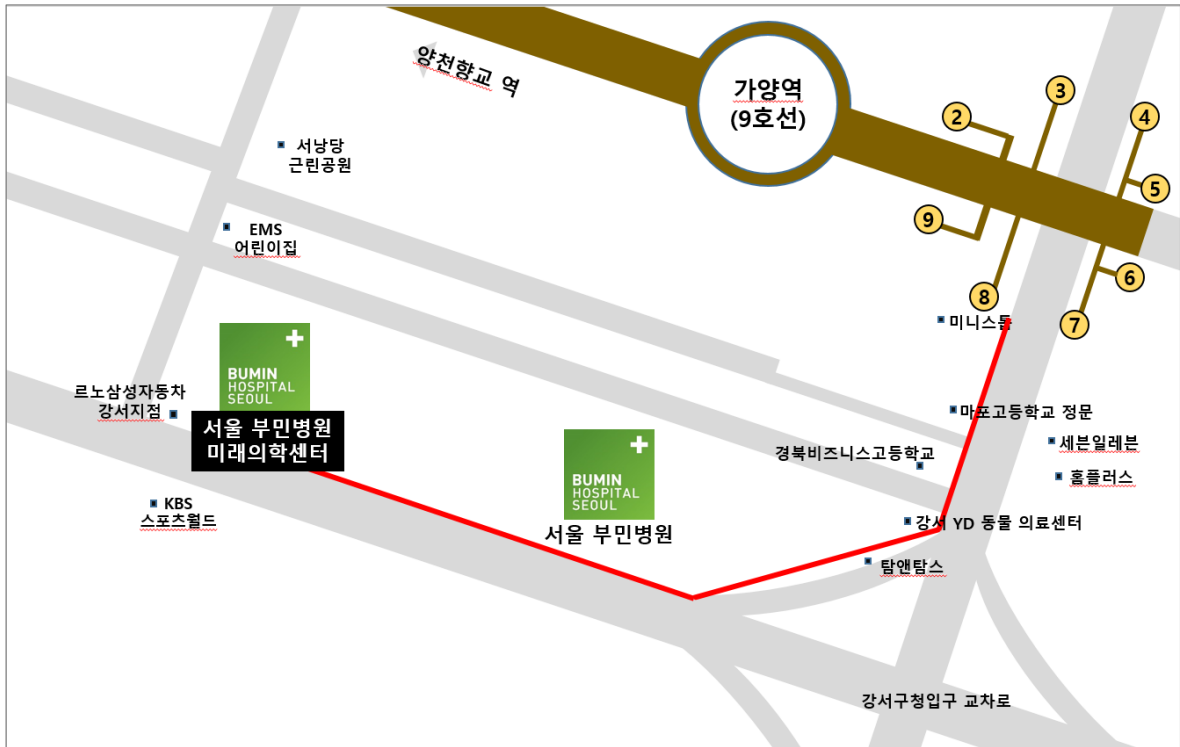 양천향교 역
가양역
(9호선)
2
3
4
5
9
6
8
7
서낭당
근린공원
EMS
어린이집
미니스톱
BUMIN
HOSPITAL
SEOUL
르노삼성자동차
강서지점
서울 부민병원
미래의학센터
마포고등학교 정문
세븐일레븐
홈플러스
경복비즈니스고등학교
BUMIN
HOSPITAL
SEOUL
서울 부민병원
KBS
스포츠월드
강서 YD 동물 의료센터
탐앤탐스
강서구청입구 교차로